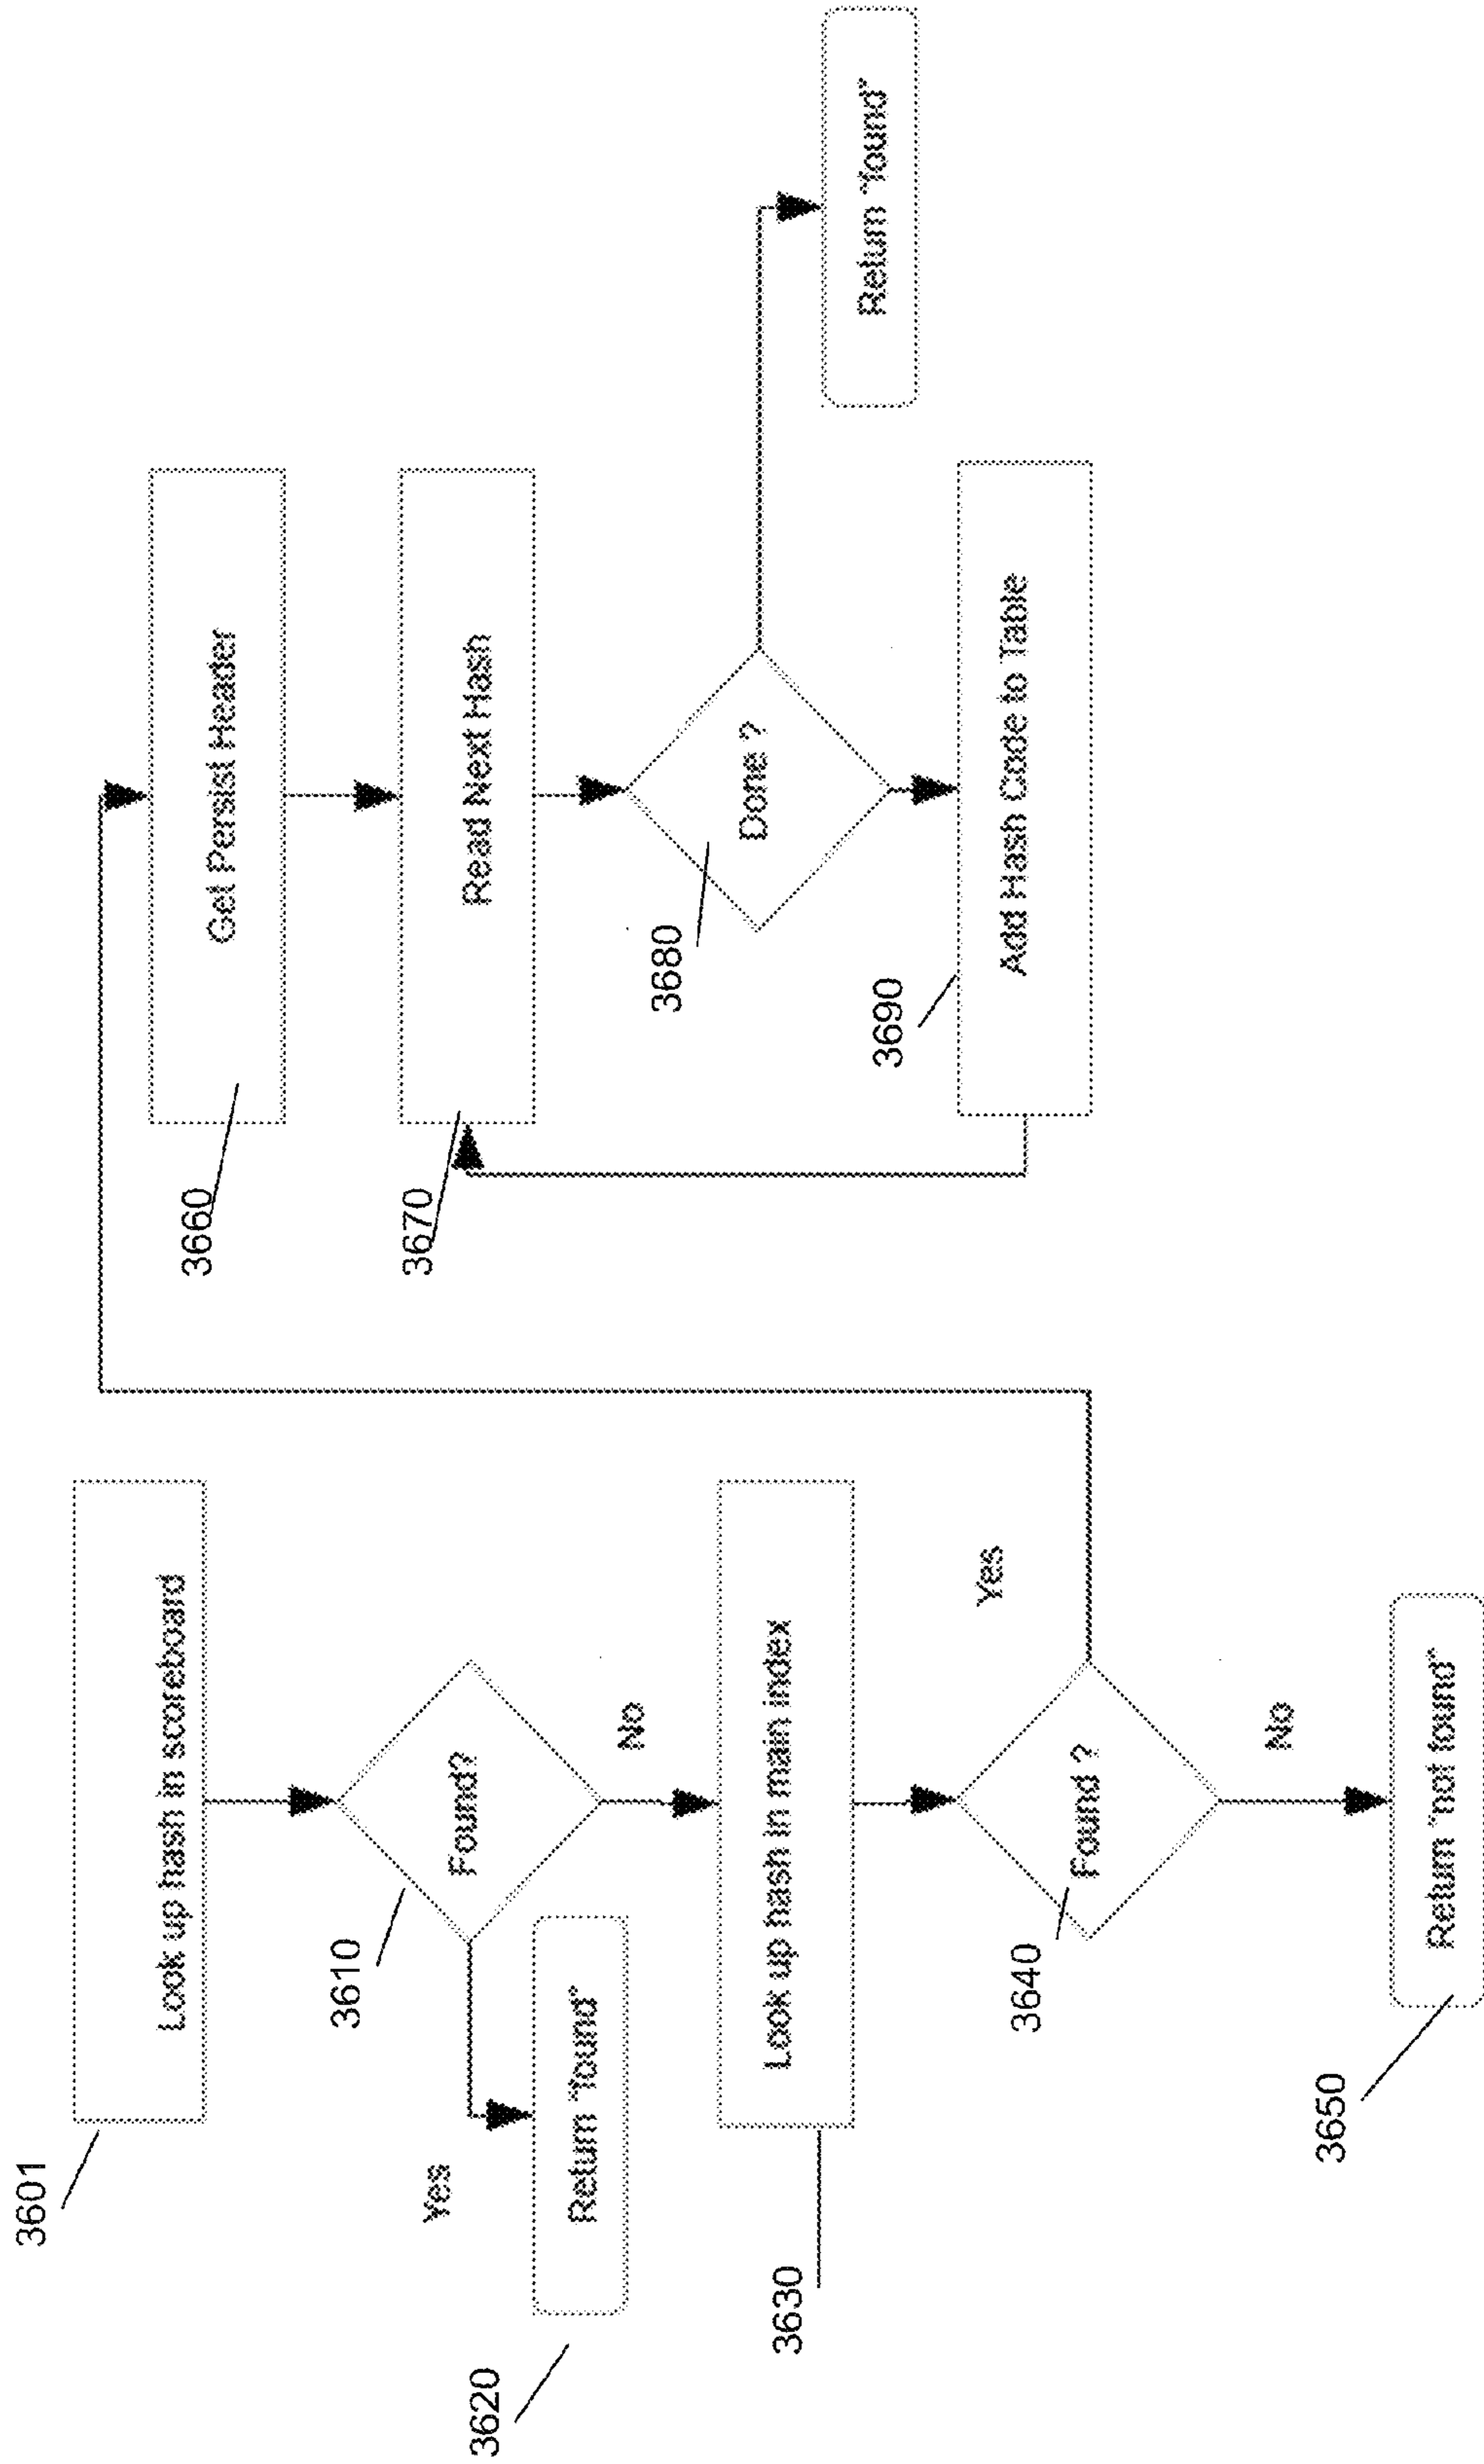 3601
Look up hash in scoreboard
3610
Found?
Yes
No
3620
Return "found"
3630
Look up hash in main index
3640
Found ?
Yes
No
3650
Return "not found"
3660
Get Persist Header
3670
Read Next Hash
3680
Done ?
3690
Add Hash Code to Table
Return "found"